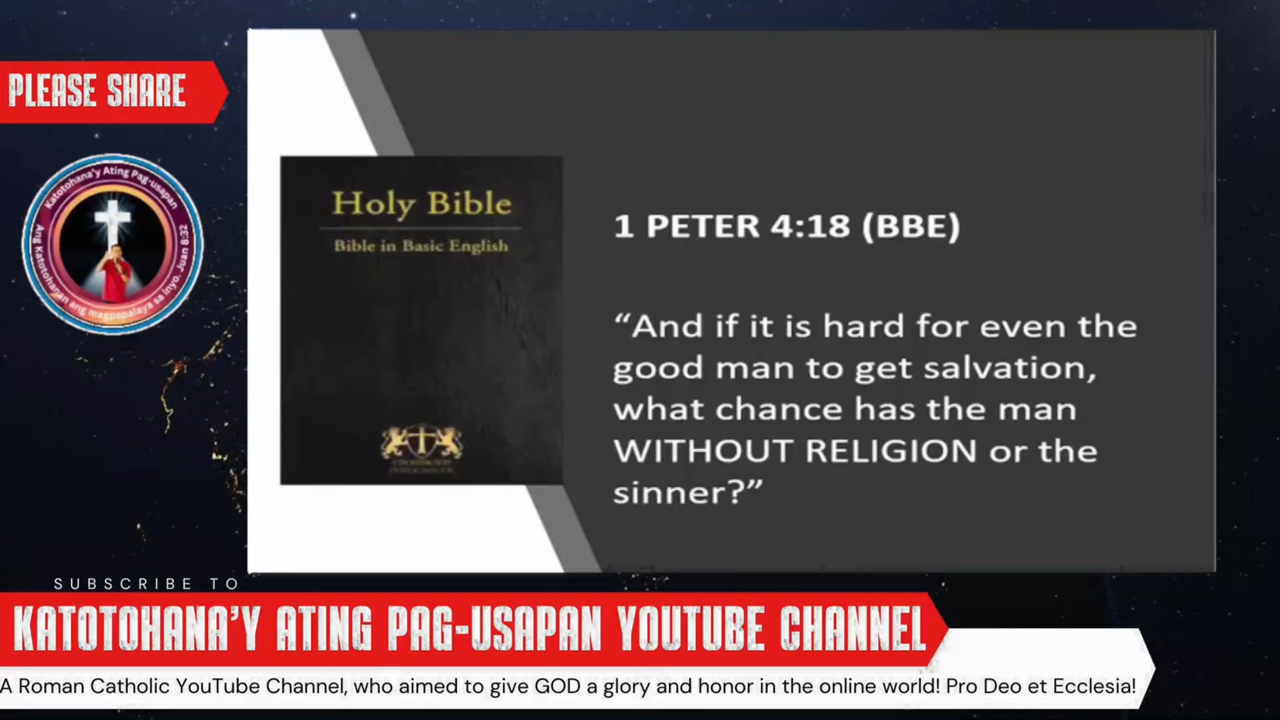 PLEASE SHARE
Katotohana'y Ating Pag-usapan
Ang Katotohanan ang magpapalaya sa inyo. Juan 8:32
Holy Bible
Bible in Basic English
1 PETER 4:18 (BBE)
“And if it is hard for even the
good man to get salvation,
what chance has the man
WITHOUT RELIGION or the
sinner?”
SUBSCRIBE TO
KATOTOHANA'Y ATING PAG-USAPAN YOUTUBE CHANNEL
A Roman Catholic YouTube Channel, who aimed to give GOD a glory and honor in the online world! Pro Deo et Ecclesia!